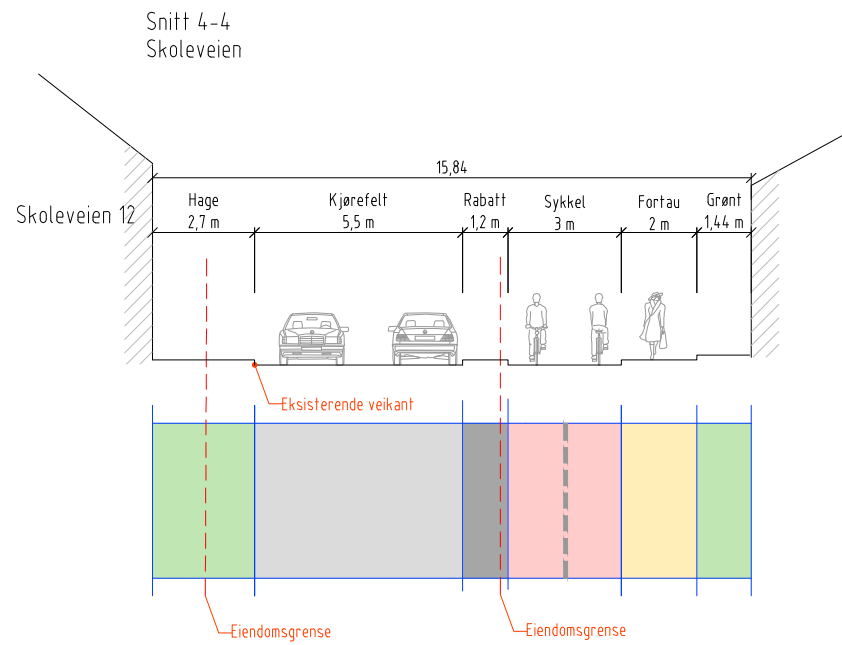 Snitt 4-4
Skoleveien
15,84
Hage
2,7 m
Kjørefelt
5,5 m
Rabatt
1,2 m
Sykkel
3 m
Fortau
2 m
Grønt
1,44 m
Skoleveien 12
Eksisterende veikant
Eiendomsgrense
Eiendomsgrense